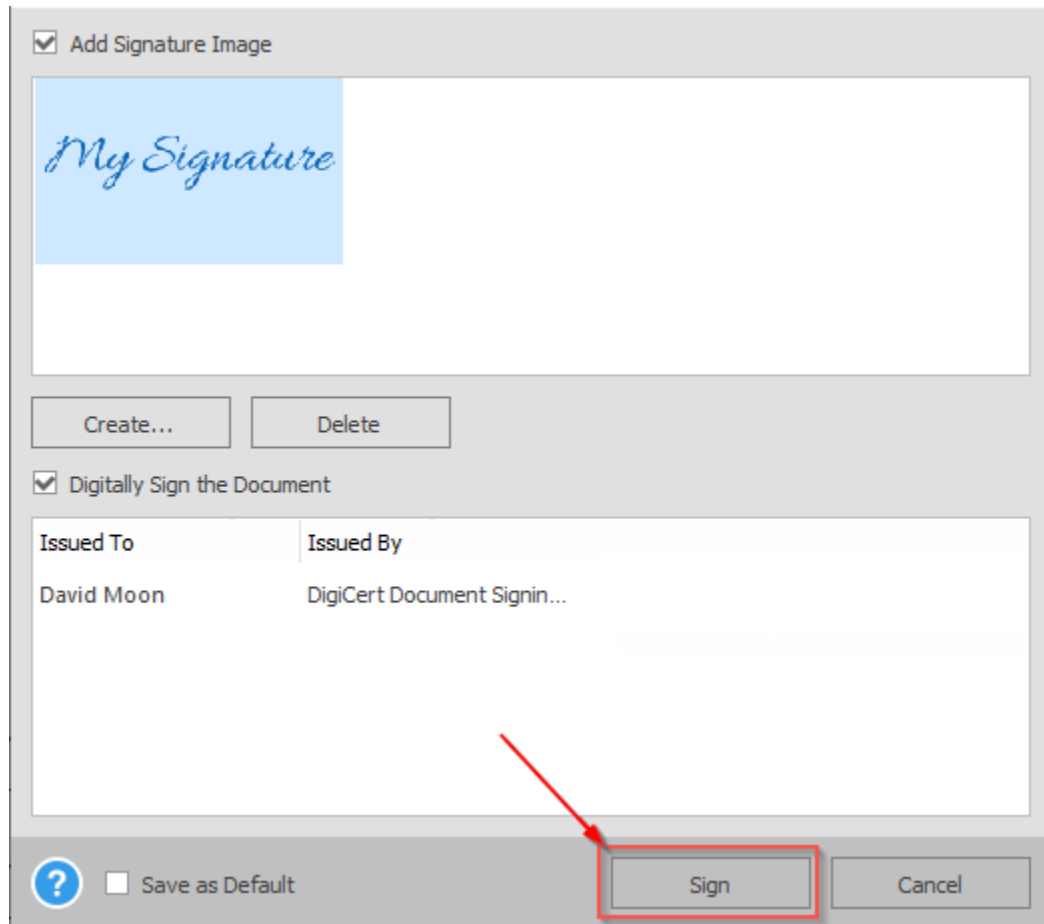 Add Signature Image
My Signature
Create... Delete
Digitally Sign the Document
Issued To Issued By
David Moon DigiCert Document Signin...
? Save as Default Sign Cancel